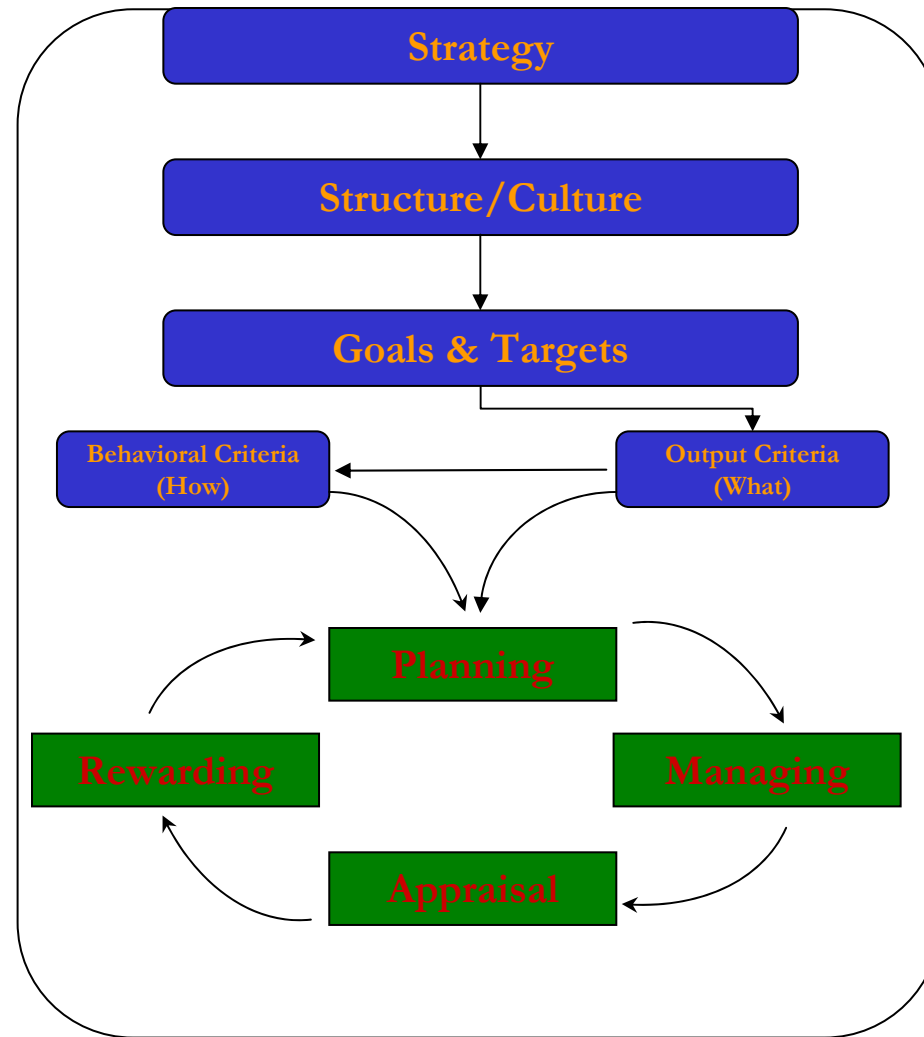 Strategy
Structure/Culture
Goals & Targets
Behavioral Criteria
(How)
Output Criteria
(What)
Planning
Rewarding
Managing
Appraisal